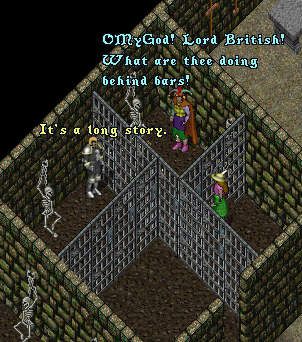 OMyGod! Lord British!
What are thee doing
behind bars!
It's a long story.